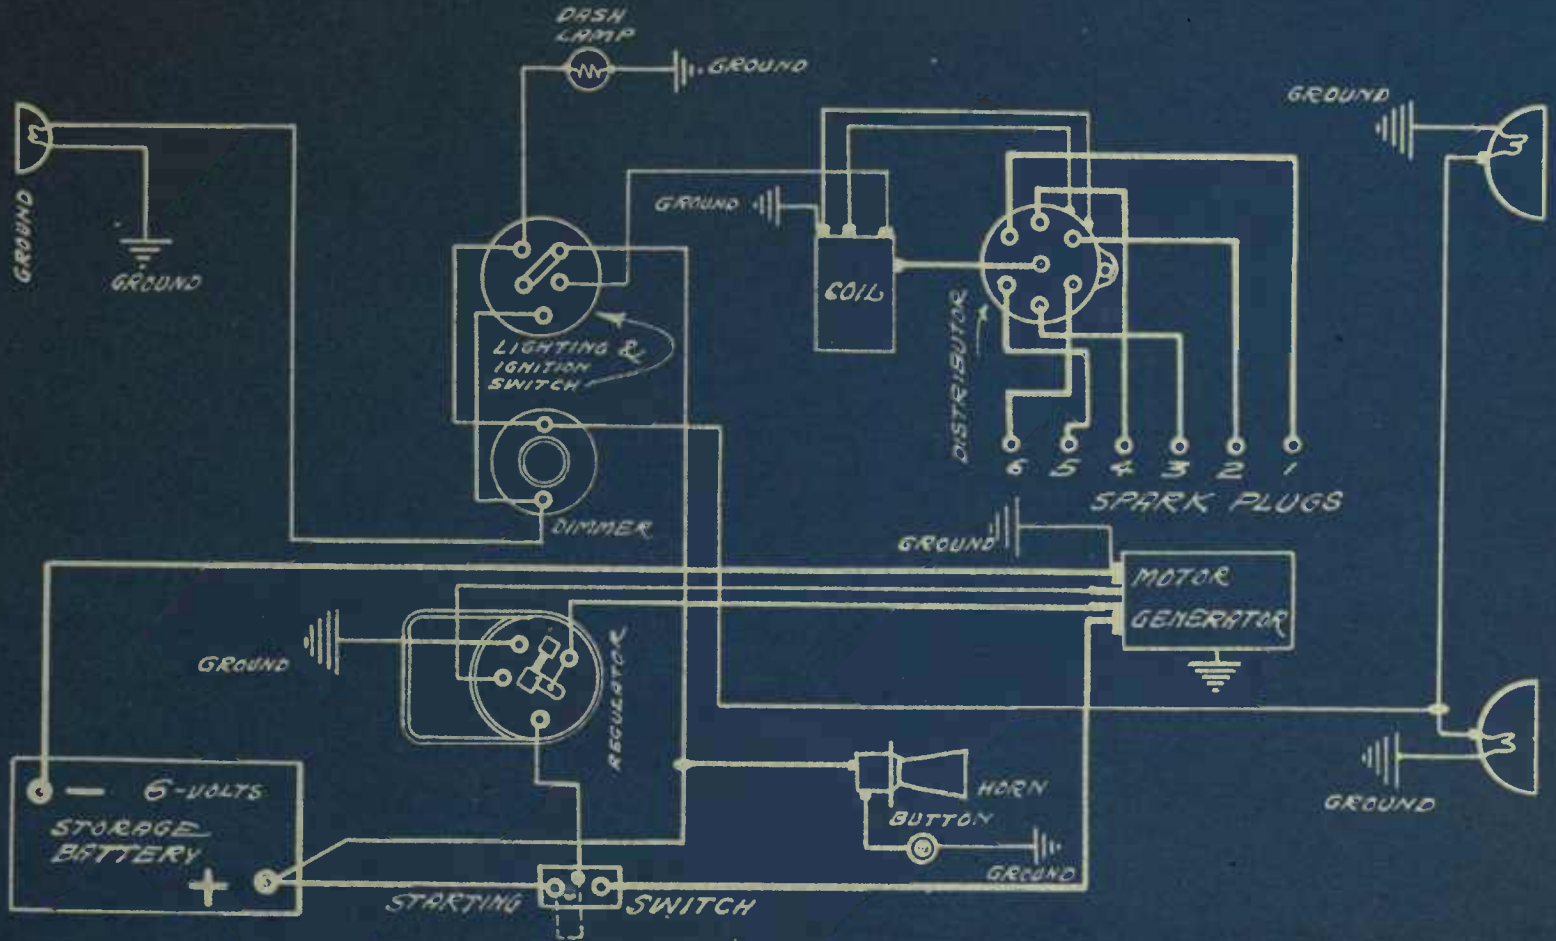 DASH
LAMP
GROUND
GROUND
GROUND
GROUND
GROUND
COIL
DISTRIBUTOR
LIGHTING &
IGNITION
SWITCH
6 5 4 3 2 1
SPARK PLUGS
DIMMER
GROUND
MOTOR
GENERATOR
GROUND
REGULATOR
— 6-VOLTS
STORAGE
BATTERY
+
HORN
BUTTON
GROUND
GROUND
STARTING SWITCH